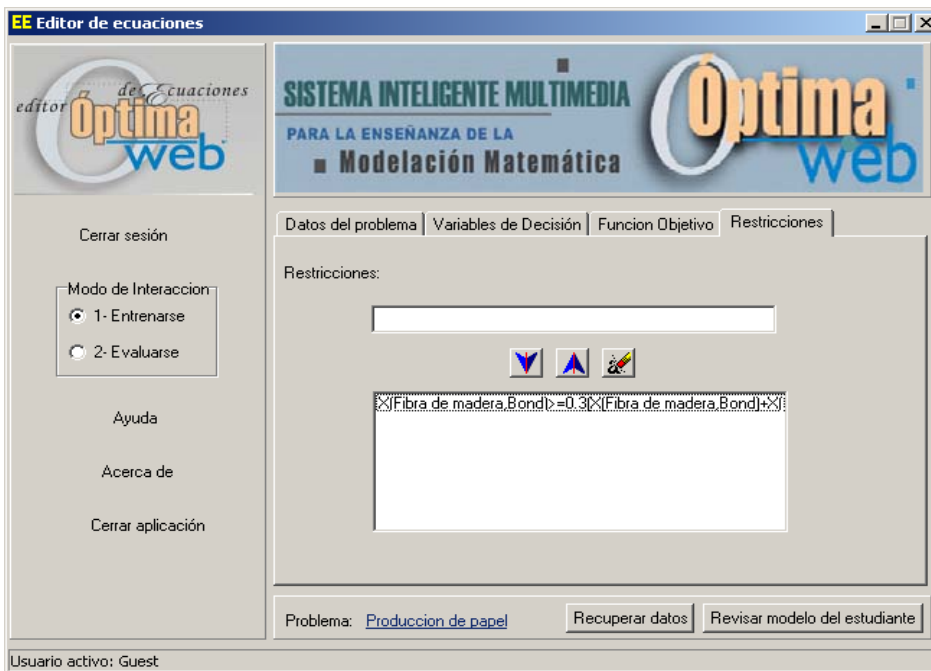 EE Editor de ecuaciones
editor de Ecuaciones
Óptima
web
SISTEMA INTELIGENTE MULTIMEDIA
PARA LA ENSEÑANZA DE LA
Modelación Matemática
Óptima
web
Cerrar sesión
Modo de Interaccion
1- Entrenarse
2- Evaluarse
Ayuda
Acerca de
Cerrar aplicación
Datos del problema Variables de Decisión Funcion Objetivo Restricciones
Restricciones:
X(Fibra de madera,Bond)>=0.3(X(Fibra de madera,Bond)+X(
Problema: Produccion de papel Recuperar datos Revisar modelo del estudiante
Usuario activo: Guest